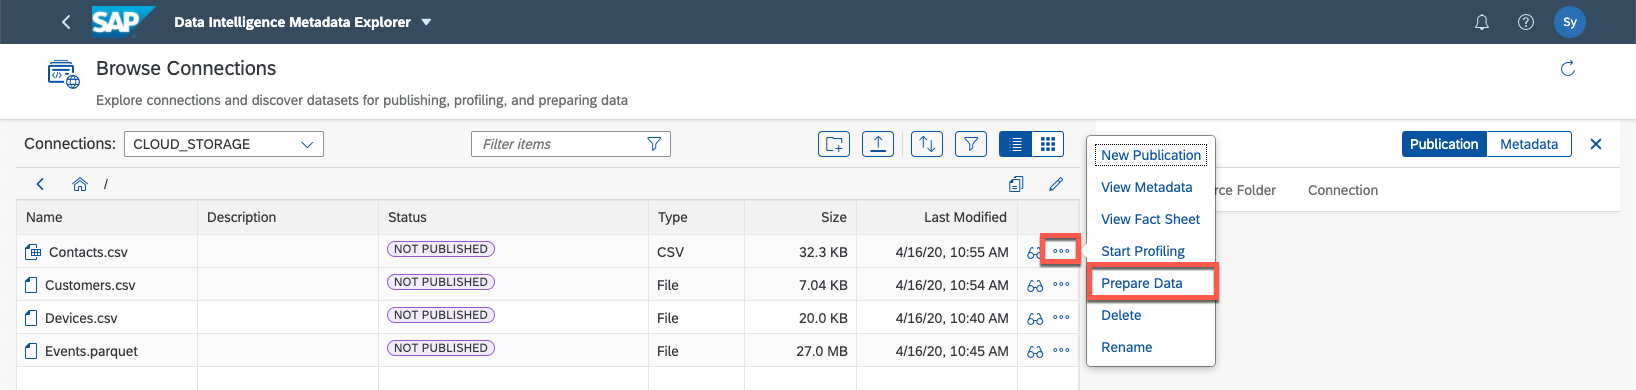 SAP Data Intelligence Metadata Explorer Sy
Browse Connections
Explore connections and discover datasets for publishing, profiling, and preparing data
Connections: CLOUD_STORAGE Filter items Publication Metadata
/ rce Folder Connection
Name Description Status Type Size Last Modified
Contacts.csv NOT PUBLISHED CSV 32.3 KB 4/16/20, 10:55 AM
Customers.csv NOT PUBLISHED File 7.04 KB 4/16/20, 10:54 AM
Devices.csv NOT PUBLISHED File 20.0 KB 4/16/20, 10:40 AM
Events.parquet NOT PUBLISHED File 27.0 MB 4/16/20, 10:45 AM
New Publication
View Metadata
View Fact Sheet
Start Profiling
Prepare Data
Delete
Rename